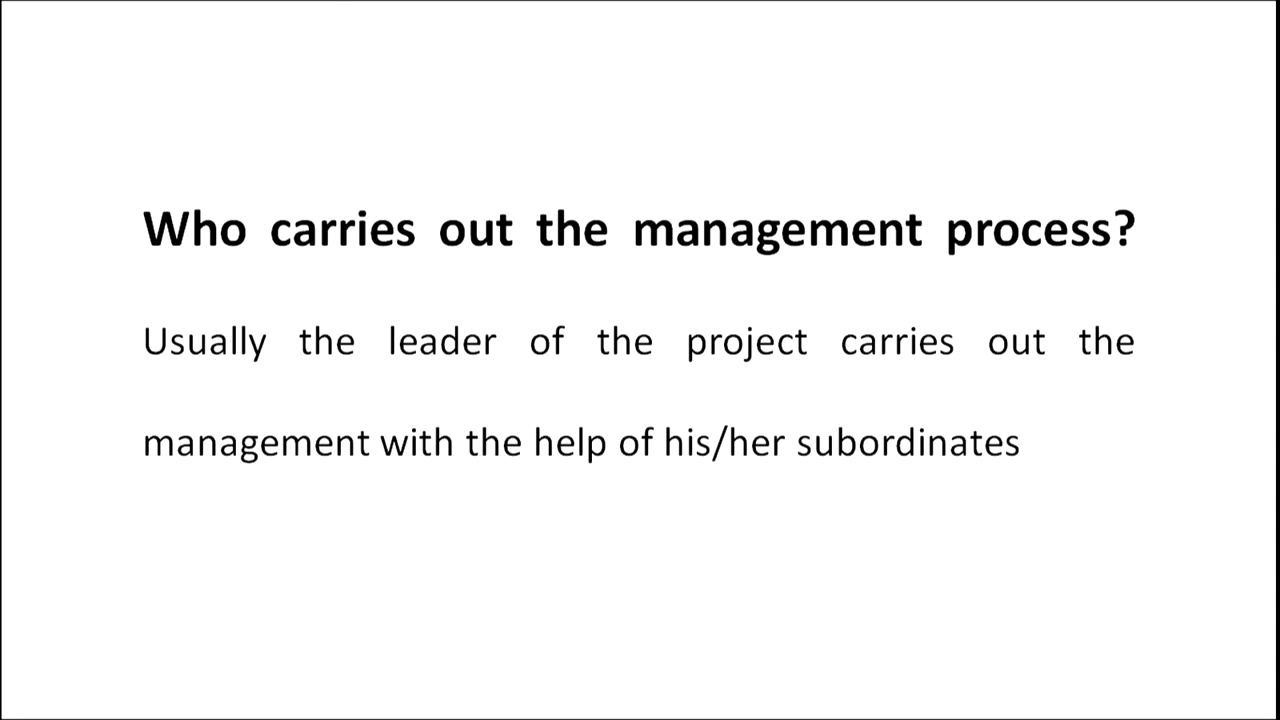 Who carries out the management process?
Usually the leader of the project carries out the
management with the help of his/her subordinates